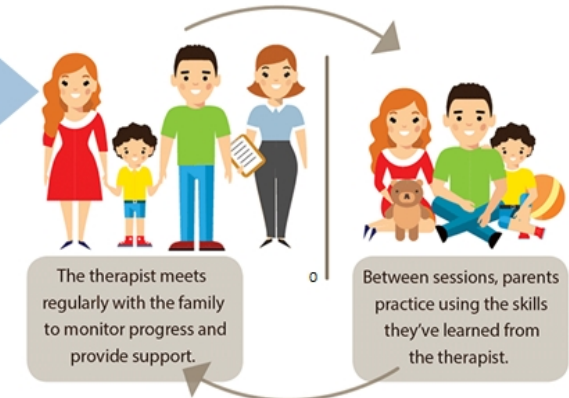 The therapist meets
regularly with the family
to monitor progress and
provide support.
0
Between sessions, parents
practice using the skills
they've learned from
the therapist.